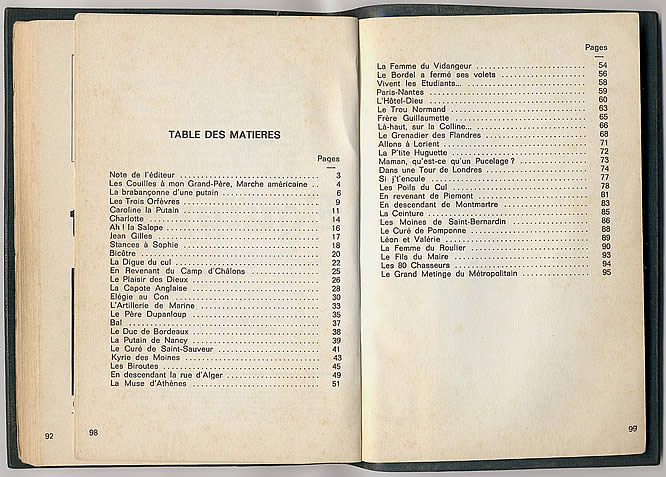 TABLE DES MATIERES
Pages
Note de l'éditeur ........ 3
Les Couilles à mon Grand-Père, Marche américaine .. 4
La brabançonne d'une putain ........ 6
Les Trois Orfèvres ........ 9
Caroline la Putain ........ 11
Charlotte ........ 14
Ah ! la Salope ........ 16
Jean Gilles ........ 17
Stances à Sophie ........ 18
Bicêtre ........ 20
La Digue du cul ........ 22
En Revenant du Camp d'Châlons ........ 25
Le Plaisir des Dieux ........ 26
La Capote Anglaise ........ 28
Elégie au Con ........ 30
L'Artillerie de Marine ........ 33
Le Père Dupanloup ........ 35
Bal ........ 37
Le Duc de Bordeaux ........ 38
La Putain de Nancy ........ 39
Le Curé de Saint-Sauveur ........ 41
Kyrie des Moines ........ 43
Les Biroutes ........ 45
En descendant la rue d'Alger ........ 49
La Muse d'Athènes ........ 51
92
98
Pages
La Femme du Vidangeur ........ 54
Le Bordel a fermé ses volets ........ 56
Vivent les Etudiants... ........ 58
Paris-Nantes ........ 59
L'Hôtel-Dieu ........ 60
Le Trou Normand ........ 63
Frère Guillaumette ........ 65
Là-haut, sur la Colline... ........ 66
Le Grenadier des Flandres ........ 68
Allons à Lorient ........ 71
La P'tite Huguette ........ 72
Maman, qu'est-ce qu'un Pucelage ? ........ 73
Dans une Tour de Londres ........ 74
Si j't'encule ........ 77
Les Poils du Cul ........ 78
En revenant de Piemont ........ 81
En descendant de Montmartre ........ 83
La Ceinture ........ 85
Les Moines de Saint-Bernardin ........ 86
Le Curé de Pomponne ........ 88
Léon et Valérie ........ 89
La Femme du Roulier ........ 90
Le Fils du Maire ........ 93
Les 80 Chasseurs ........ 94
Le Grand Metinge du Métropolitain ........ 95
99